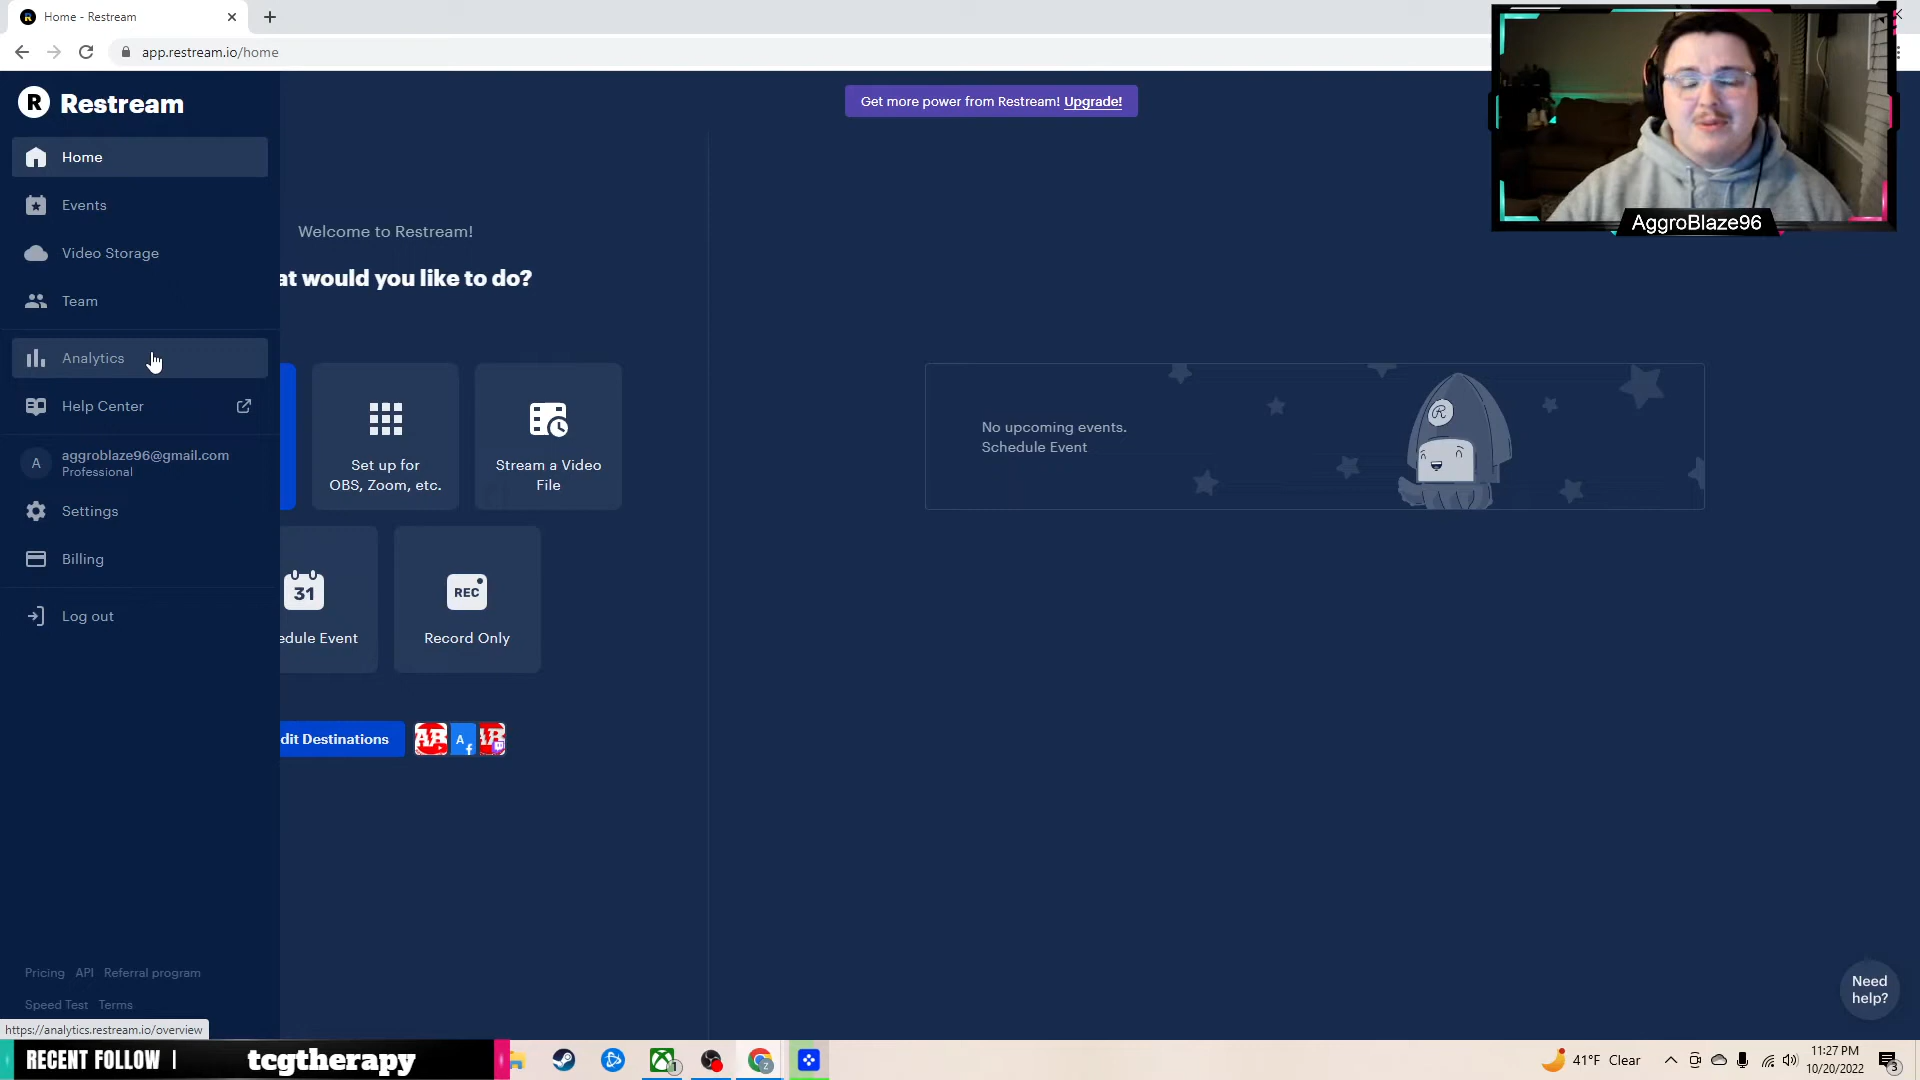 Home - Restream
app.restream.io/home
Restream
Get more power from Restream! Upgrade!
Home
Events
Video Storage
Team
Analytics
Help Center
A
aggroblaze96@gmail.com
Professional
Settings
Billing
Log out
Pricing API Referral program
Speed Test Terms
https://analytics.restream.io/overview
Welcome to Restream!
at would you like to do?
Set up for
OBS, Zoom, etc.
Stream a Video
File
31
edule Event
REC
Record Only
dit Destinations
AB
A
AB
No upcoming events.
Schedule Event
R
AggroBlaze96
Need
help?
RECENT FOLLOW |
tcgtherapy
1
Z
41°F Clear
11:27 PM
10/20/2022
3